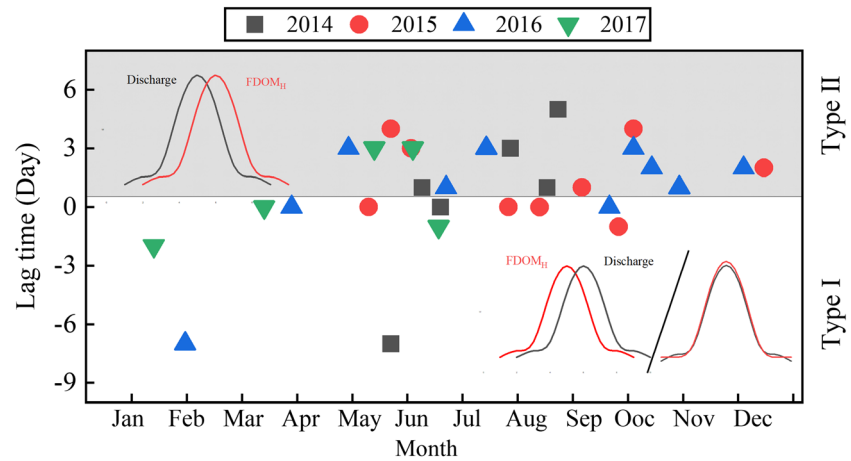 2014 2015 2016 2017
Discharge
FDOMH
Type II
6
3
0
-3
-6
-9
Lag time (Day)
FDOMH
Discharge
Type I
Jan Feb Mar Apr May Jun Jul Aug Sep Ooc Nov Dec
Month